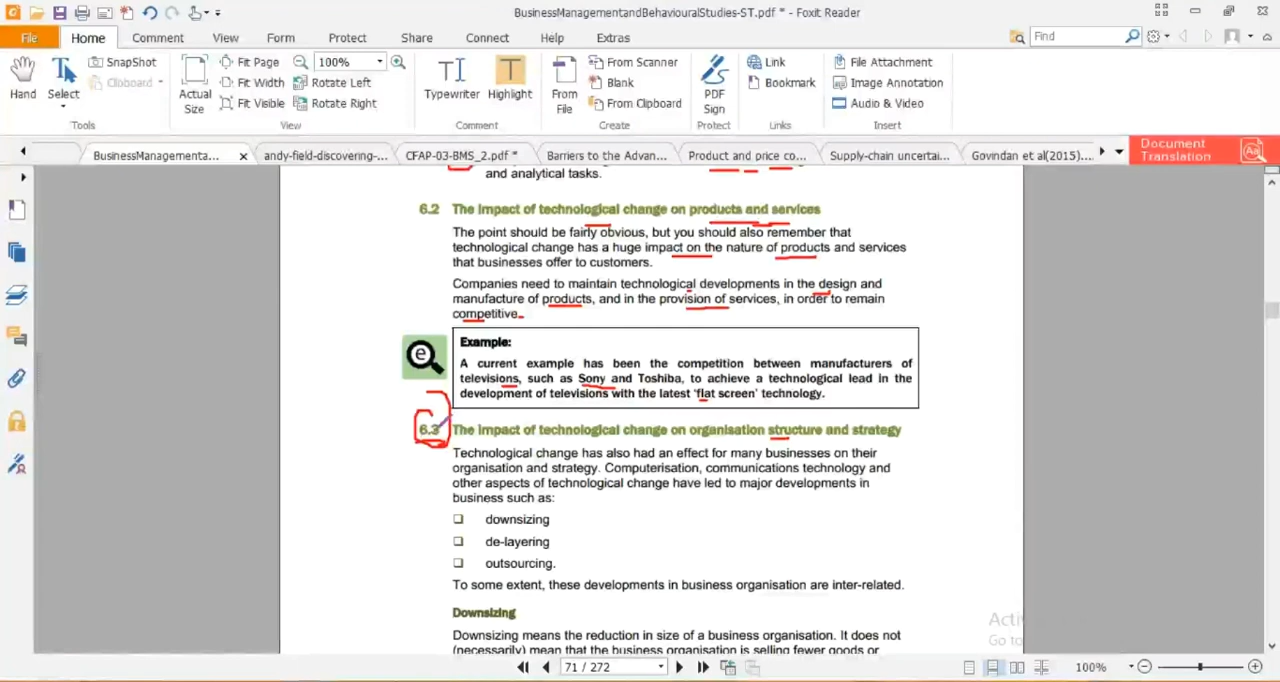 BusinessManagementandBehaviouralStudies-ST.pdf * - Foxit Reader
File Home Comment View Form Protect Share Connect Help Extras Find
Hand
Select
SnapShot
Clipboard
Actual Size
Fit Page
Fit Width
Fit Visible
100%
Rotate Left
Rotate Right
Typewriter
Highlight
From File
From Scanner
Blank
From Clipboard
PDF Sign
Link
Bookmark
File Attachment
Image Annotation
Audio & Video
Tools View Comment Create Protect Links Insert
BusinessManagementa... andy-field-discovering-... CFAP-03-BMS_2.pdf * Barriers to the Advan... Product and price co... Supply-chain uncertai... Govindan et al(2015)....
Document Translation
and analytical tasks.
6.2 The impact of technological change on products and services
The point should be fairly obvious, but you should also remember that
technological change has a huge impact on the nature of products and services
that businesses offer to customers.
Companies need to maintain technological developments in the design and
manufacture of products, and in the provision of services, in order to remain
competitive.
Example:
A current example has been the competition between manufacturers of
televisions, such as Sony and Toshiba, to achieve a technological lead in the
development of televisions with the latest ‘flat screen’ technology.
6.3 The impact of technological change on organisation structure and strategy
Technological change has also had an effect for many businesses on their
organisation and strategy. Computerisation, communications technology and
other aspects of technological change have led to major developments in
business such as:
❑ downsizing
❑ de-layering
❑ outsourcing.
To some extent, these developments in business organisation are inter-related.
Downsizing
Downsizing means the reduction in size of a business organisation. It does not
(necessarily) mean that the business organisation is selling fewer goods or
Go to
71 / 272
100%